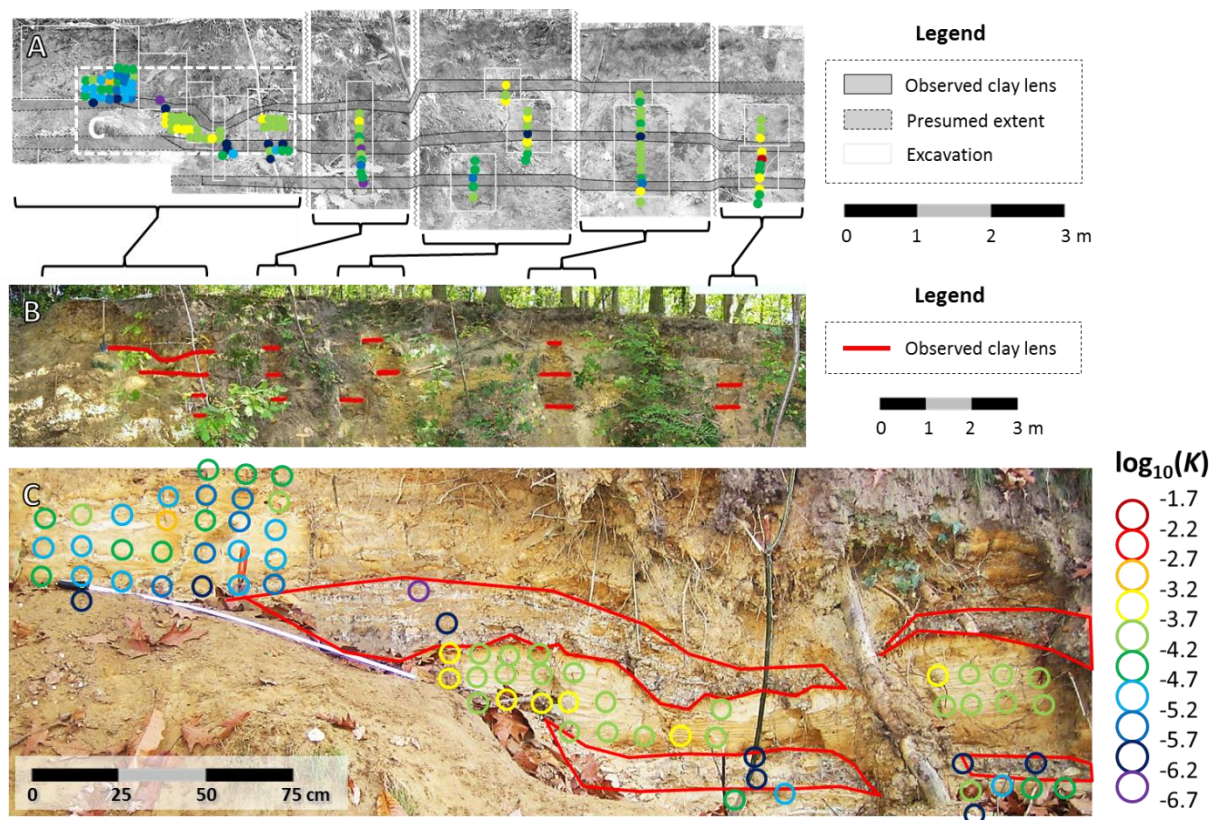 A
C
Legend
Observed clay lens
Presumed extent
Excavation
0 1 2 3 m
B
Legend
Observed clay lens
0 1 2 3 m
C
0 25 50 75 cm
log10(K)
-1.7
-2.2
-2.7
-3.2
-3.7
-4.2
-4.7
-5.2
-5.7
-6.2
-6.7